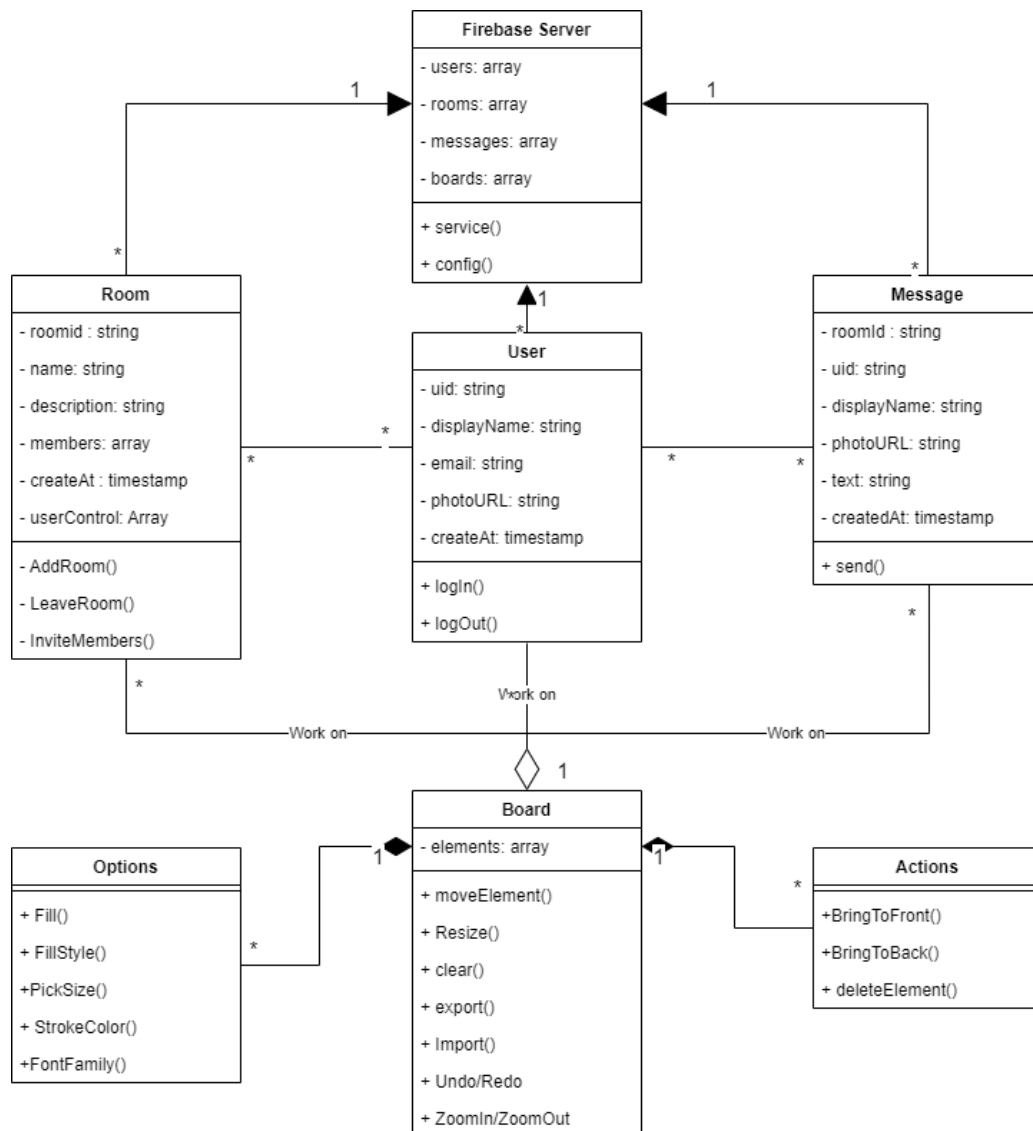 Firebase Server
- users: array
- rooms: array
- messages: array
- boards: array
+ service()
+ config()
1
1
1
*
*
*
Room
- roomid : string
- name: string
- description: string
- members: array
- createAt : timestamp
- userControl: Array
- AddRoom()
- LeaveRoom()
- InviteMembers()
User
- uid: string
- displayName: string
- email: string
- photoURL: string
- createAt: timestamp
+ logIn()
+ logOut()
Message
- roomId : string
- uid: string
- displayName: string
- photoURL: string
- text: string
- createdAt: timestamp
+ send()
*
*
*
*
*
*
*
Work on
Work on
Work on
1
Board
- elements: array
+ moveElement()
+ Resize()
+ clear()
+ export()
+ Import()
+ Undo/Redo
+ ZoomIn/ZoomOut
1
1
*
*
Options
+ Fill()
+ FillStyle()
+PickSize()
+ StrokeColor()
+FontFamily()
Actions
+BringToFront()
+BringToBack()
+ deleteElement()